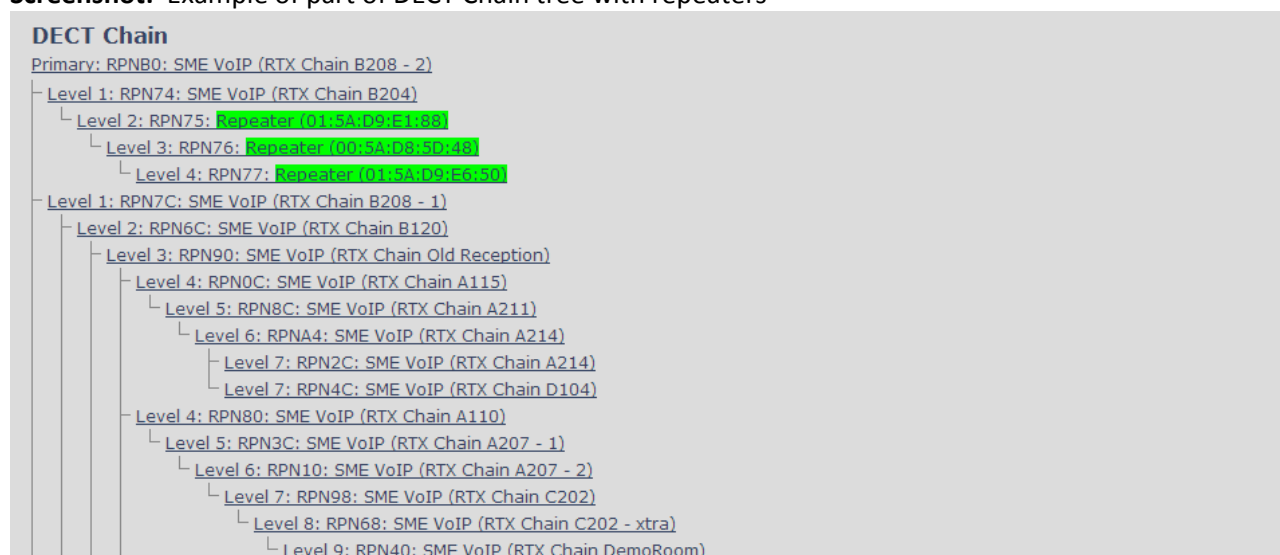 Screenshot: Example of part of DECT Chain tree with repeaters
DECT Chain
Primary: RPNB0: SME VoIP (RTX Chain B208 - 2)
Level 1: RPN74: SME VoIP (RTX Chain B204)
Level 2: RPN75: Repeater (01:5A:D9:E1:88)
Level 3: RPN76: Repeater (00:5A:D8:5D:48)
Level 4: RPN77: Repeater (01:5A:D9:E6:50)
Level 1: RPN7C: SME VoIP (RTX Chain B208 - 1)
Level 2: RPN6C: SME VoIP (RTX Chain B120)
Level 3: RPN90: SME VoIP (RTX Chain Old Reception)
Level 4: RPN0C: SME VoIP (RTX Chain A115)
Level 5: RPN8C: SME VoIP (RTX Chain A211)
Level 6: RPNA4: SME VoIP (RTX Chain A214)
Level 7: RPN2C: SME VoIP (RTX Chain A214)
Level 7: RPN4C: SME VoIP (RTX Chain D104)
Level 4: RPN80: SME VoIP (RTX Chain A110)
Level 5: RPN3C: SME VoIP (RTX Chain A207 - 1)
Level 6: RPN10: SME VoIP (RTX Chain A207 - 2)
Level 7: RPN98: SME VoIP (RTX Chain C202)
Level 8: RPN68: SME VoIP (RTX Chain C202 - xtra)
Level 9: RPN40: SME VoIP (RTX Chain DemoRoom)